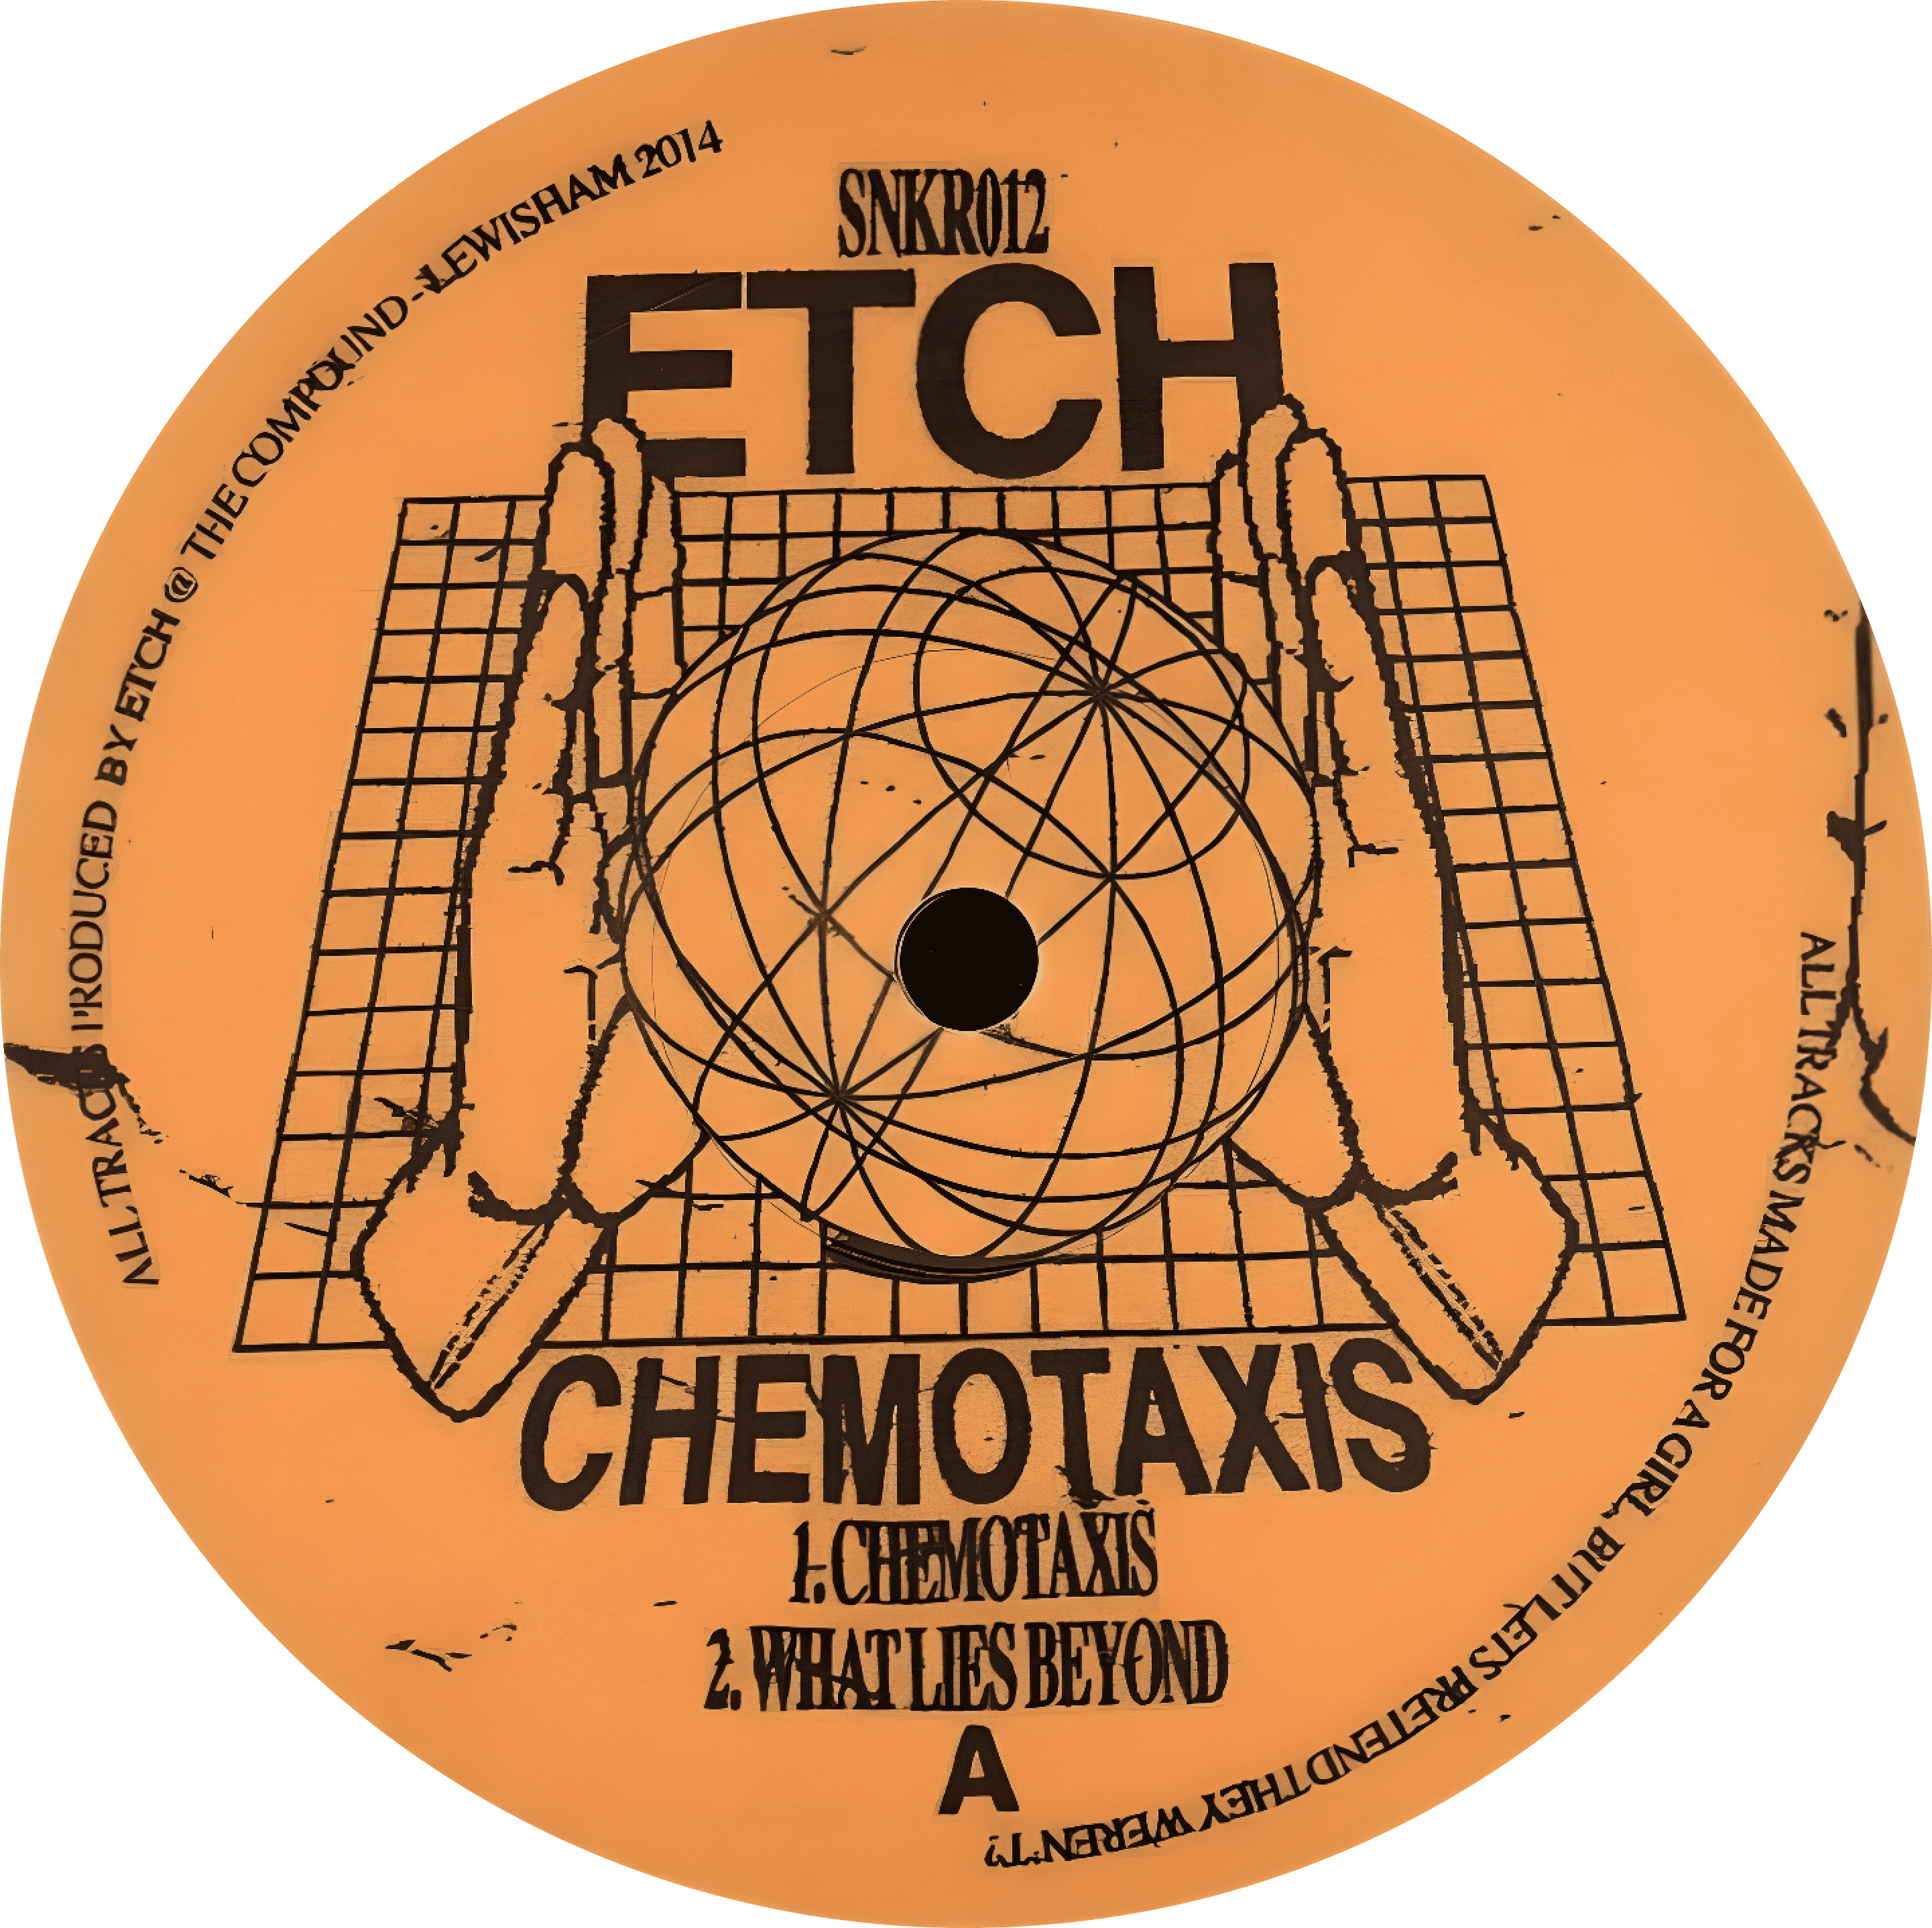 SNKR012
ETCH
CHEMOTAXIS
1. CHEMOTAXIS
2. WHAT LIES BEYOND
A
ALL TRACKS PRODUCED BY ETCH @ THE COMPOUND - LEWISHAM 2014
ALL TRACKS MADE FOR A GIRL, BUT LETS PRETEND THEY WEREN'T?